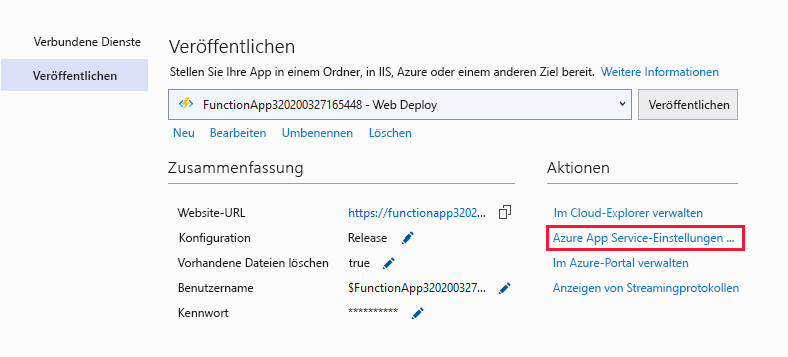 Verbundene Dienste
Veröffentlichen
Veröffentlichen
Stellen Sie Ihre App in einem Ordner, in IIS, Azure oder einem anderen Ziel bereit. Weitere Informationen
FunctionApp320200327165448 - Web Deploy
Veröffentlichen
Neu Bearbeiten Umbenennen Löschen
Zusammenfassung
Website-URL https://functionapp3202...
Konfiguration Release
Vorhandene Dateien löschen true
Benutzername $FunctionApp320200327...
Kennwort **********
Aktionen
Im Cloud-Explorer verwalten
Azure App Service-Einstellungen ...
Im Azure-Portal verwalten
Anzeigen von Streamingprotokollen